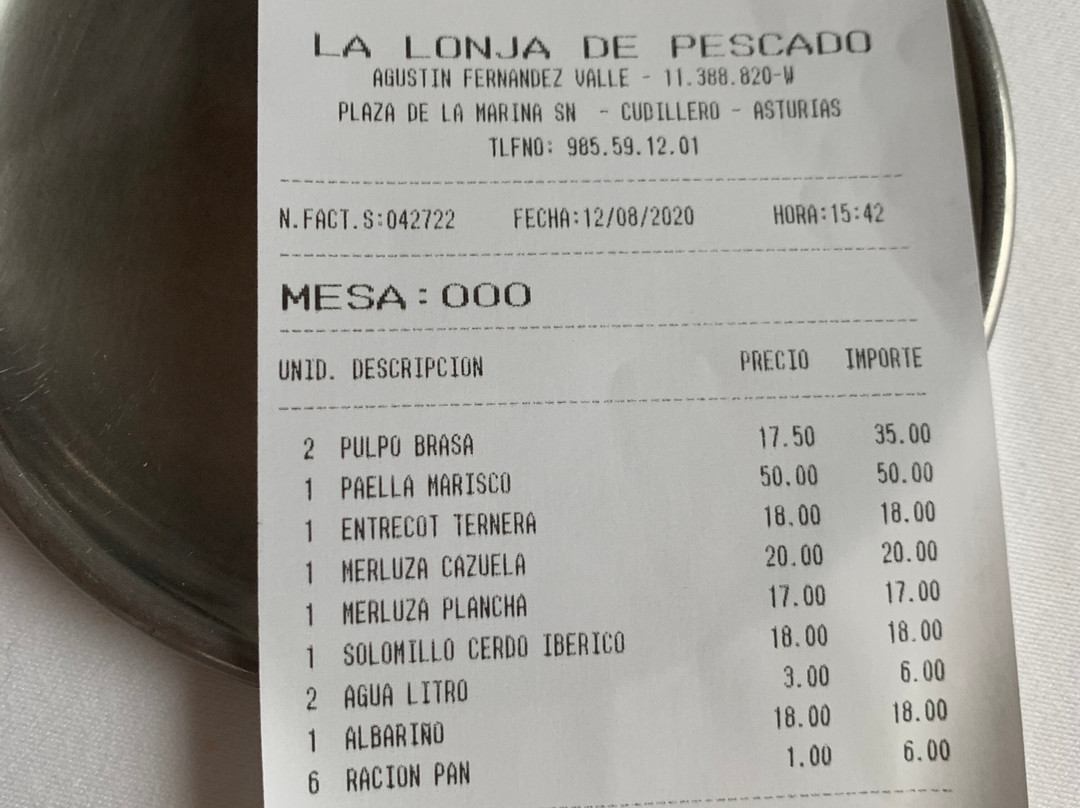 LA LONJA DE PESCADO
AGUSTIN FERNANDEZ VALLE - 11.388.820-W
PLAZA DE LA MARINA SN - CUDILLERO - ASTURIAS
TLFNO: 985.59.12.01
N.FACT.S:042722 FECHA:12/08/2020 HORA:15:42
MESA:000
UNID. DESCRIPCION PRECIO IMPORTE
2 PULPO BRASA 17.50 35.00
1 PAELLA MARISCO 50.00 50.00
1 ENTRECOT TERNERA 18.00 18.00
1 MERLUZA CAZUELA 20.00 20.00
1 MERLUZA PLANCHA 17.00 17.00
1 SOLOMILLO CERDO IBERICO 18.00 18.00
2 AGUA LITRO 3.00 6.00
1 ALBARIÑO 18.00 18.00
6 RACION PAN 1.00 6.00